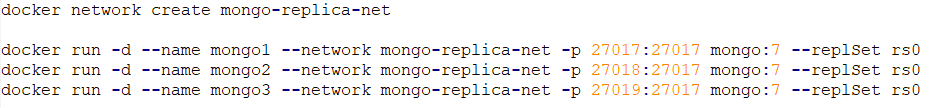 docker network create mongo-replica-net
docker run -d --name mongo1 --network mongo-replica-net -p 27017:27017 mongo:7 --replSet rs0
docker run -d --name mongo2 --network mongo-replica-net -p 27018:27017 mongo:7 --replSet rs0
docker run -d --name mongo3 --network mongo-replica-net -p 27019:27017 mongo:7 --replSet rs0